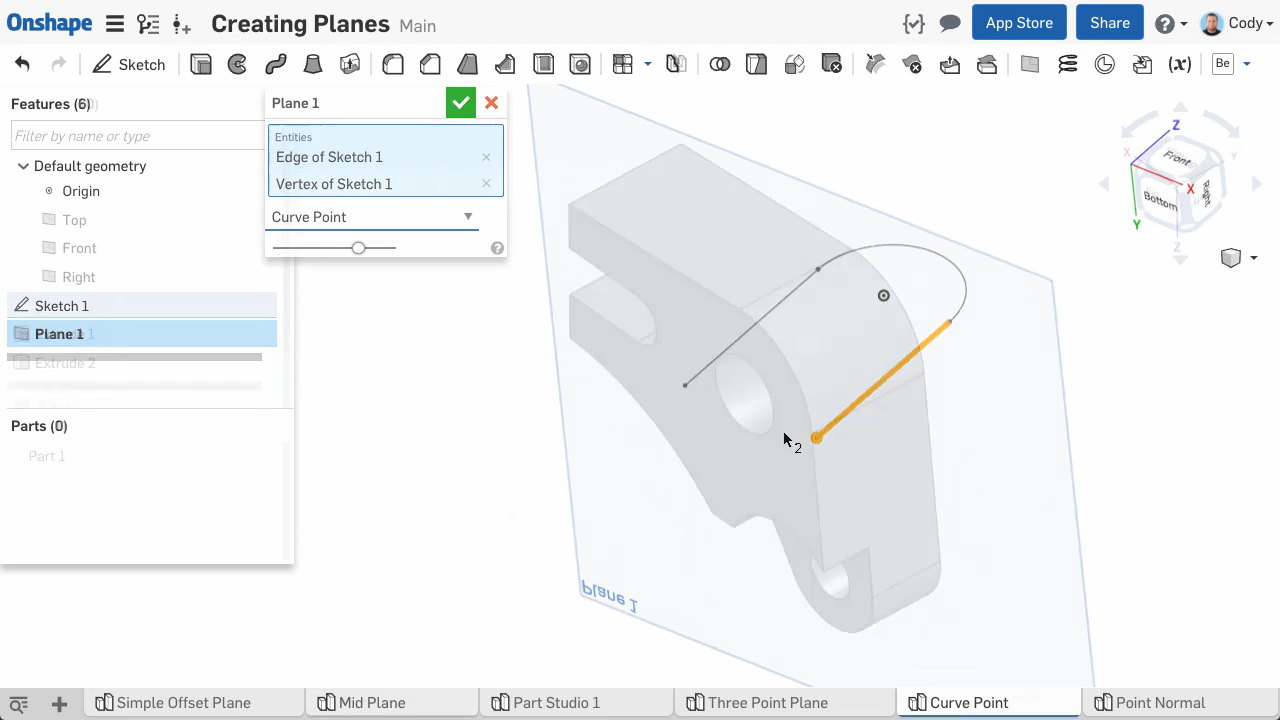 Onshape
Creating Planes Main
App Store
Share
Cody
Sketch
(x)
Be
Features (6)
Filter by name or type
Default geometry
Origin
Top
Front
Right
Sketch 1
Plane 1
Extrude 2
Parts (0)
Part 1
Plane 1
Entities
Edge of Sketch 1
Vertex of Sketch 1
Curve Point
Z
X
Y
Front
Bottom
Right
X
Y
Z
2
Plane 1
Simple Offset Plane
Mid Plane
Part Studio 1
Three Point Plane
Curve Point
Point Normal